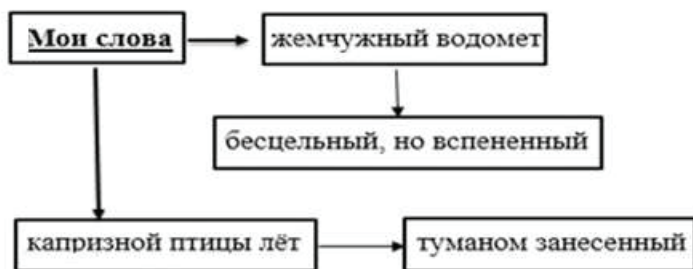 Мои слова
жемчужный водомет
бесцельный, но вспененный
капризной птицы лёт
туманом занесенный